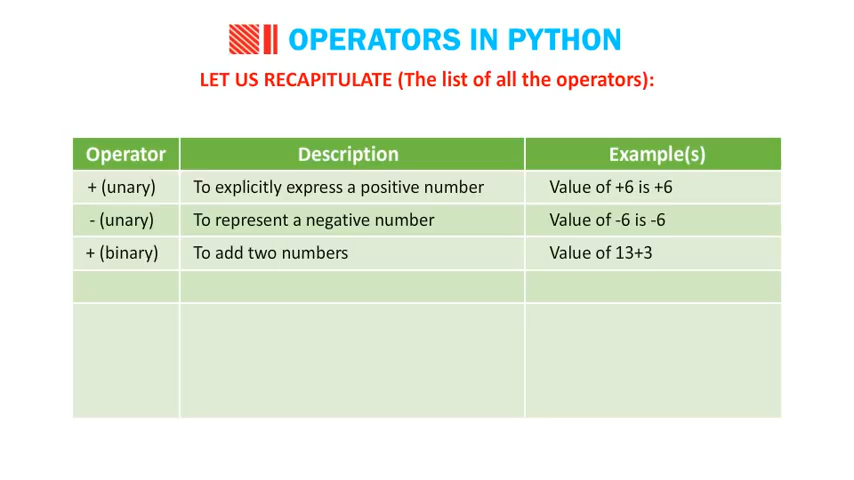 OPERATORS IN PYTHON
LET US RECAPITULATE (The list of all the operators):
Operator Description Example(s)
+ (unary) To explicitly express a positive number Value of +6 is +6
- (unary) To represent a negative number Value of -6 is -6
+ (binary) To add two numbers Value of 13+3